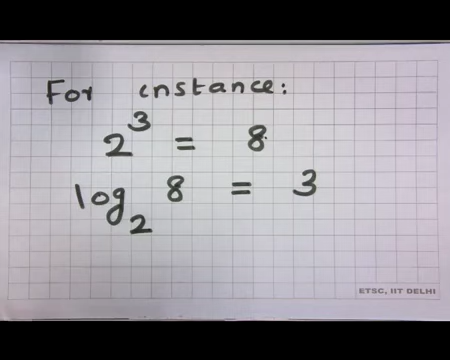 For instance:
2³ = 8
log₂ 8 = 3
ETSC, IIT DELHI